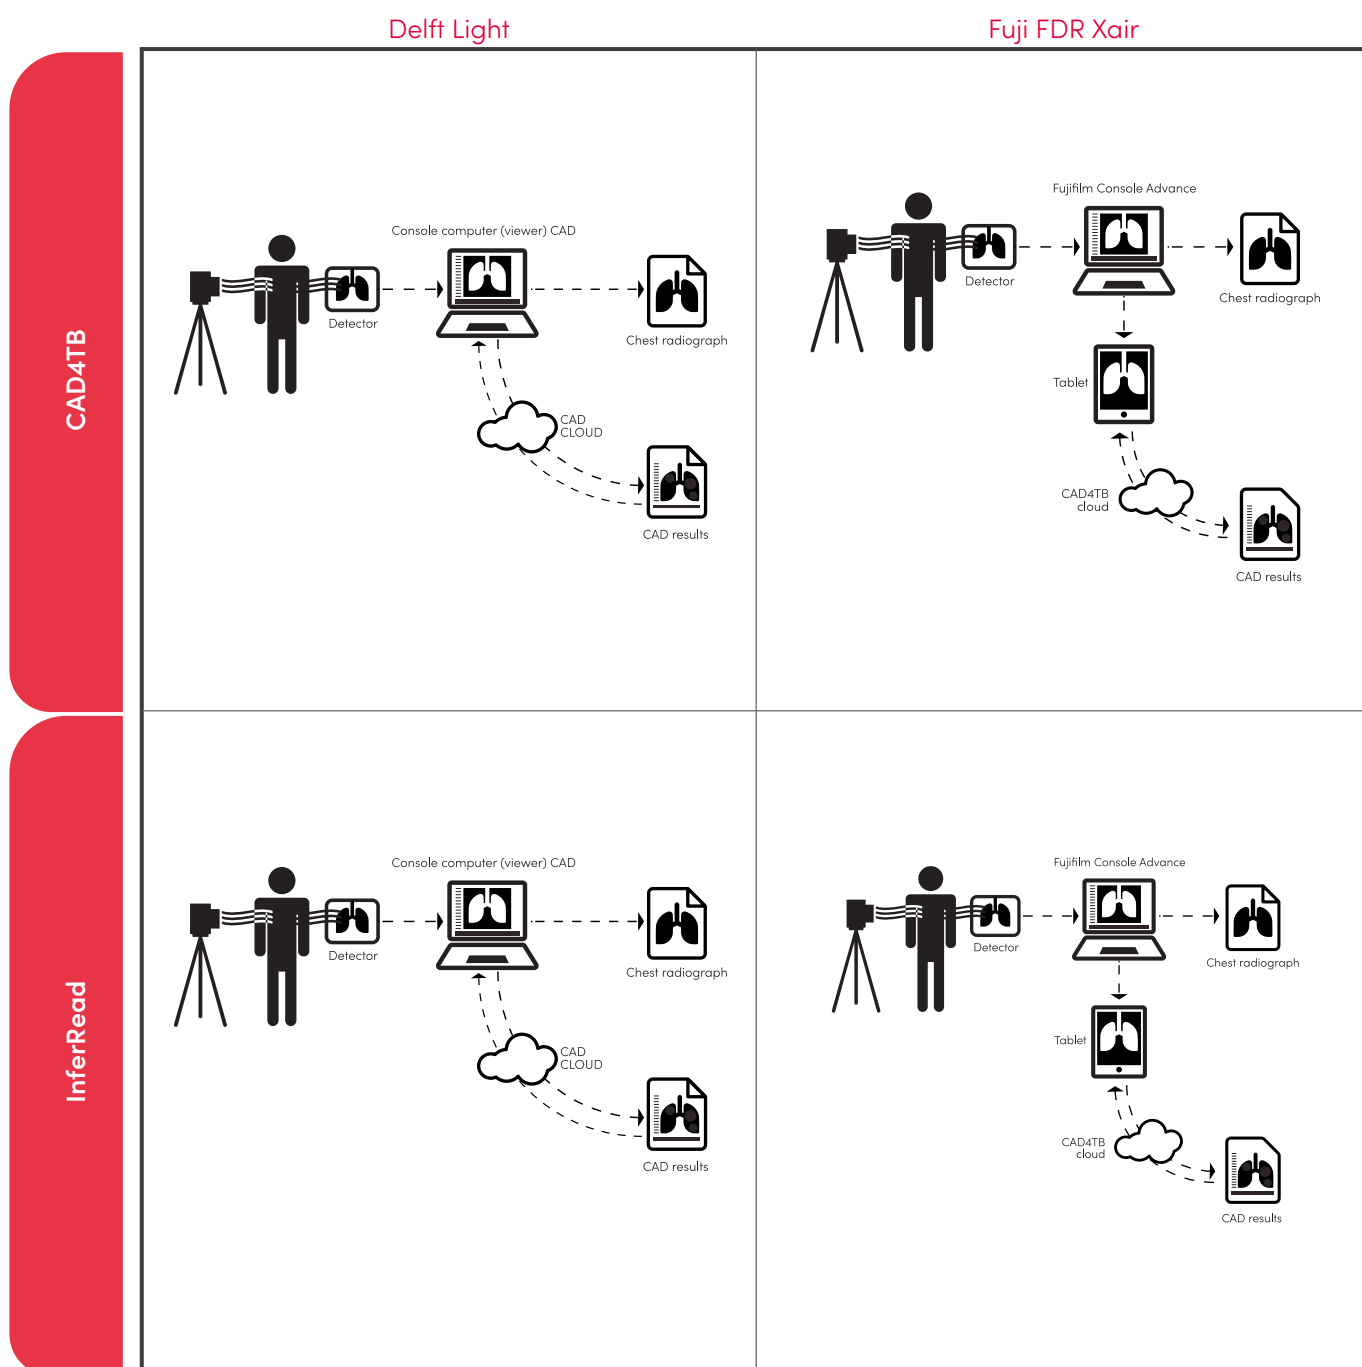 Delft Light
Fuji FDR Xair
CAD4TB
Console computer (viewer) CAD
Detector
Chest radiograph
CAD
CLOUD
CAD results
Fujifilm Console Advance
Detector
Chest radiograph
Tablet
CAD4TB
cloud
CAD results
InferRead
Console computer (viewer) CAD
Detector
Chest radiograph
CAD
CLOUD
CAD results
Fujifilm Console Advance
Detector
Chest radiograph
Tablet
CAD4TB
cloud
CAD results